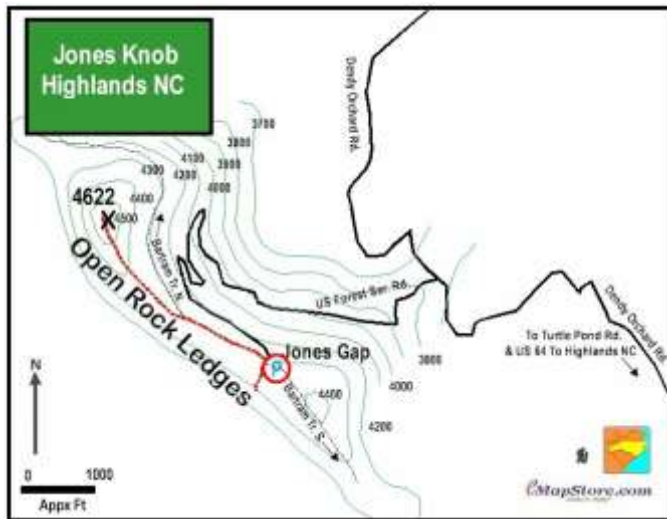 Jones Knob
Highlands NC
Dendy Orchard Rd.
3700
3800
3900
4000
4100
4200
4300
4400
4500
4622
X
Bartram Tr. N.
Open Rock Ledges
US Forest Ser. Rd.
Jones Gap
P
Bartram Tr. S.
4400
4200
4000
3800
Dendy Orchard Rd.
To Turtle Pond Rd.
& US 64 To Highlands NC
N
0 1000
Appx Ft
eMapStore.com